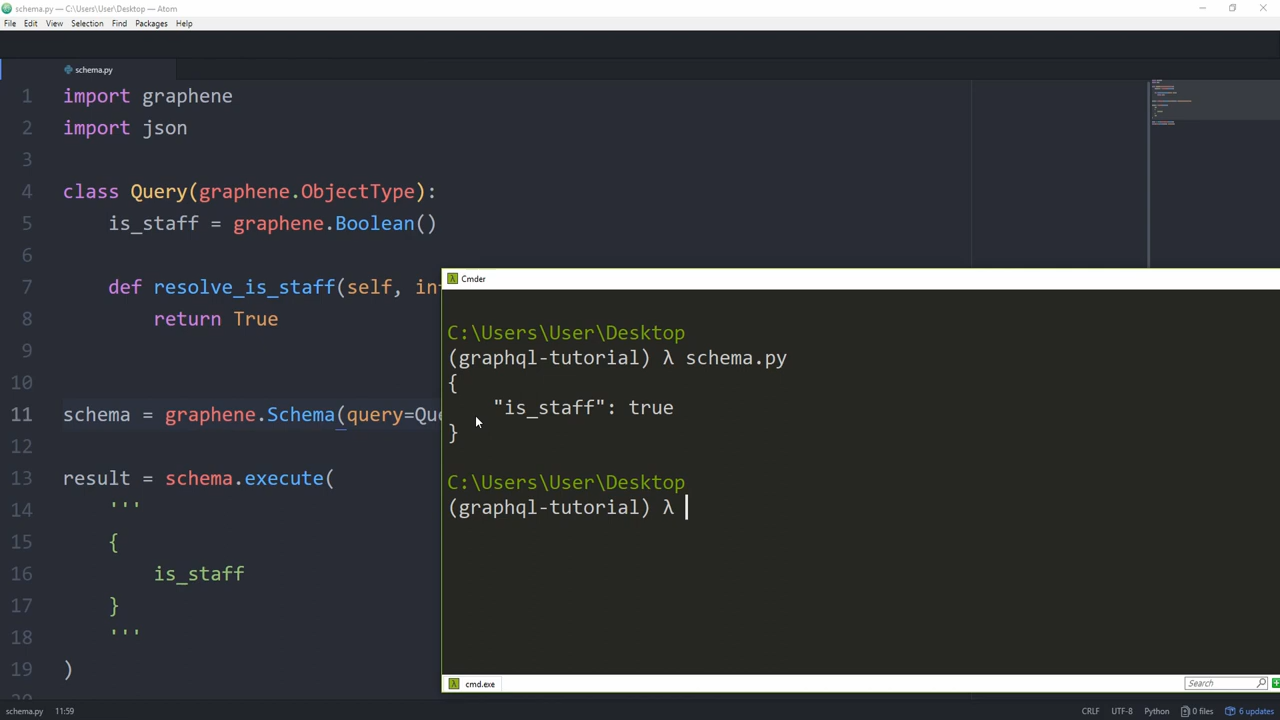 schema.py — C:\Users\User\Desktop — Atom
File Edit View Selection Find Packages Help
schema.py
1 import graphene
2 import json
3
4 class Query(graphene.ObjectType):
5 is_staff = graphene.Boolean()
6
7 def resolve_is_staff(self, in
8 return True
9
10
11 schema = graphene.Schema(query=Que
12
13 result = schema.execute(
14 '''
15 {
16 is_staff
17 }
18 '''
19 )
Cmder
C:\Users\User\Desktop
(graphql-tutorial) λ schema.py
{
"is_staff": true
}
C:\Users\User\Desktop
(graphql-tutorial) λ
cmd.exe
Search
schema.py 11:59
CRLF UTF-8 Python 0 files 6 updates